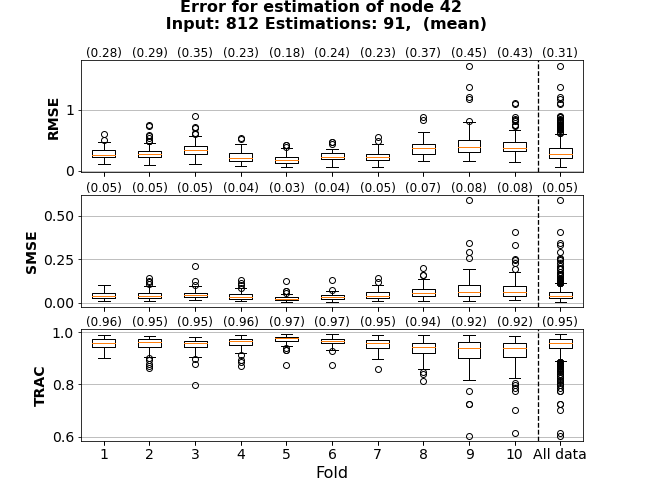 Error for estimation of node 42
Input: 812 Estimations: 91,  (mean)
(0.28) (0.29) (0.35) (0.23) (0.18) (0.24) (0.23) (0.37) (0.45) (0.43) (0.31)
RMSE
1
0
(0.05) (0.05) (0.05) (0.04) (0.03) (0.04) (0.05) (0.07) (0.08) (0.08) (0.05)
SMSE
0.50
0.25
0.00
(0.96) (0.95) (0.95) (0.96) (0.97) (0.97) (0.95) (0.94) (0.92) (0.92) (0.95)
TRAC
1.0
0.8
0.6
1 2 3 4 5 6 7 8 9 10 All data
Fold